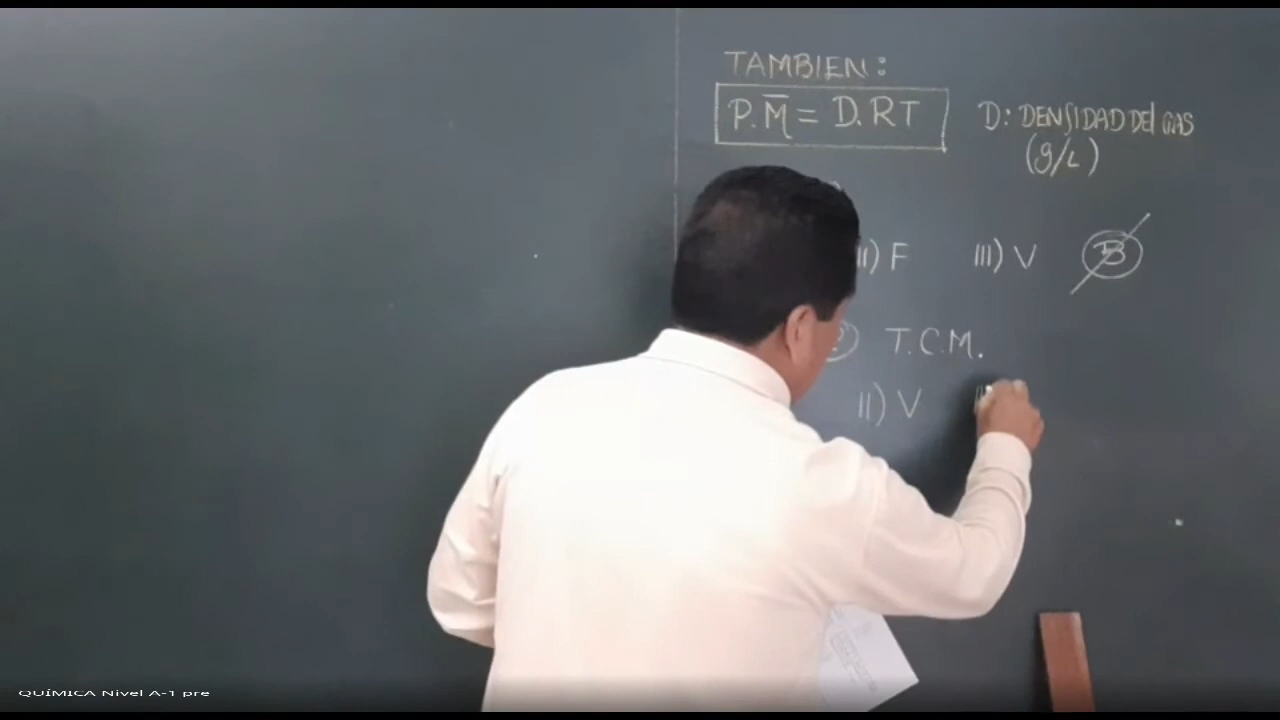 TAMBIEN:
P.M̅ = D.RT D: DENSIDAD DEl GAS
(g/L)
II) F III) V B
T.C.M.
II) V
QUÍMICA Nivel A-1 pre